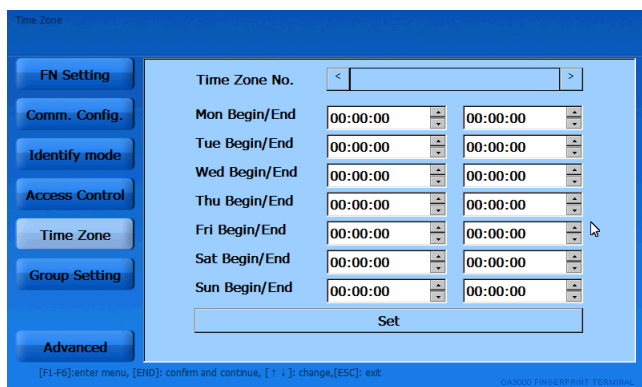 Time Zone
FN Setting
Comm. Config.
Identify mode
Access Control
Time Zone
Group Setting
Advanced
Time Zone No. < >
Mon Begin/End 00:00:00 00:00:00
Tue Begin/End 00:00:00 00:00:00
Wed Begin/End 00:00:00 00:00:00
Thu Begin/End 00:00:00 00:00:00
Fri Begin/End 00:00:00 00:00:00
Sat Begin/End 00:00:00 00:00:00
Sun Begin/End 00:00:00 00:00:00
Set
[F1-F6]:enter menu, [END]: confirm and continue, [ ↑ ↓ ]: change,[ESC]: exit
OA3000 FINGERPRINT TERMINAL